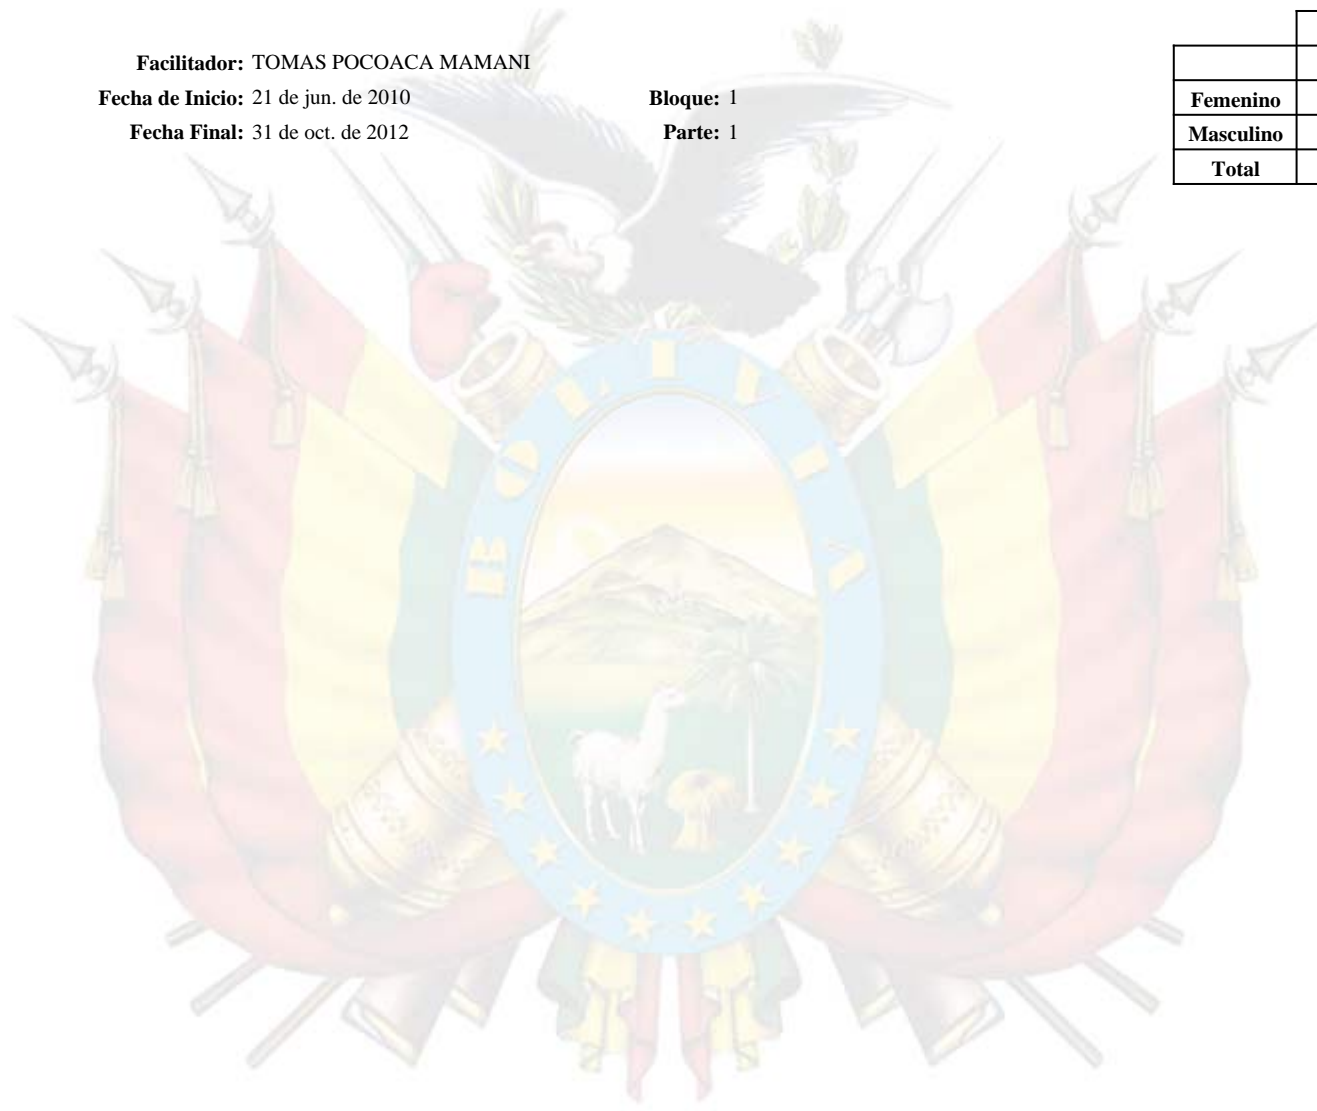 Facilitador: TOMAS POCOACA MAMANI
Fecha de Inicio: 21 de jun. de 2010 Bloque: 1
Fecha Final: 31 de oct. de 2012 Parte: 1
Femenino
Masculino
Total
BOLIVIA